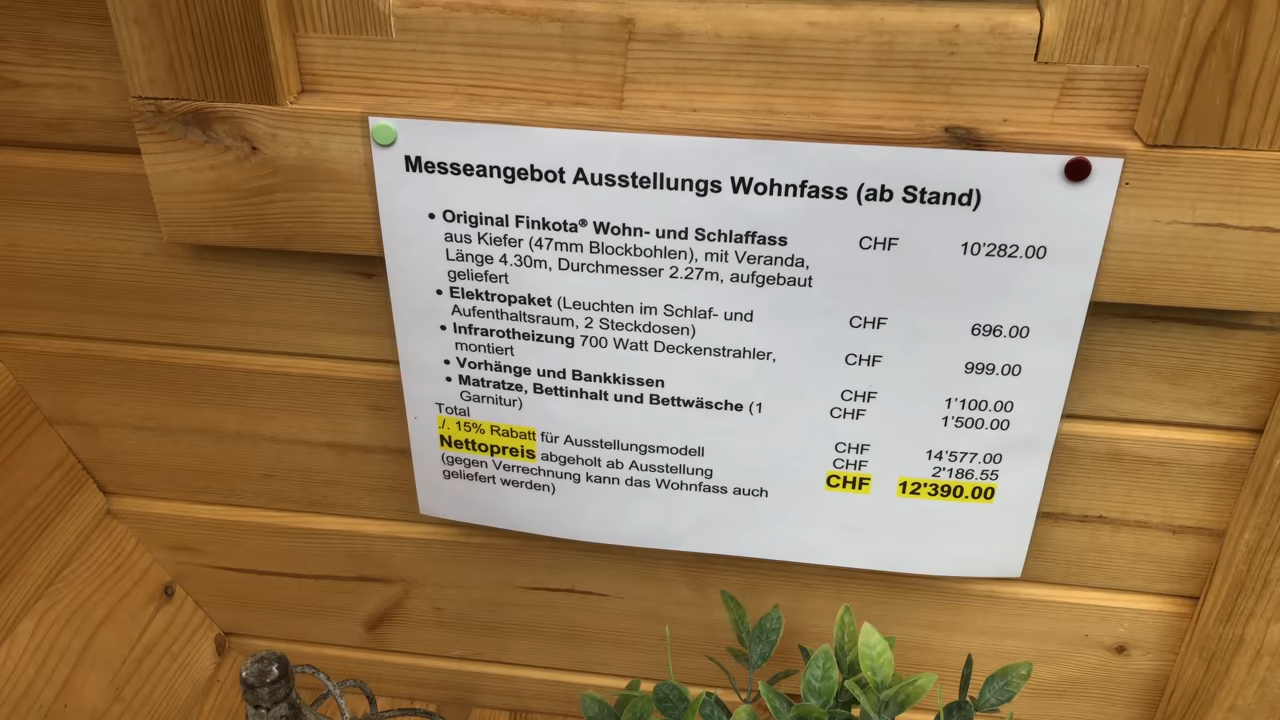 Messeangebot Ausstellungs Wohnfass (ab Stand)
• Original Finkota® Wohn- und Schlaffass CHF 10'282.00
aus Kiefer (47mm Blockbohlen), mit Veranda,
Länge 4.30m, Durchmesser 2.27m, aufgebaut
geliefert
• Elektropaket (Leuchten im Schlaf- und CHF 696.00
Aufenthaltsraum, 2 Steckdosen)
• Infrarotheizung 700 Watt Deckenstrahler, CHF 999.00
montiert
• Vorhänge und Bankkissen CHF 1'100.00
• Matratze, Bettinhalt und Bettwäsche (1 CHF 1'500.00
Garnitur)
Total CHF 14'577.00
./. 15% Rabatt für Ausstellungsmodell CHF 2'186.55
Nettopreis abgeholt ab Ausstellung CHF 12'390.00
(gegen Verrechnung kann das Wohnfass auch
geliefert werden)